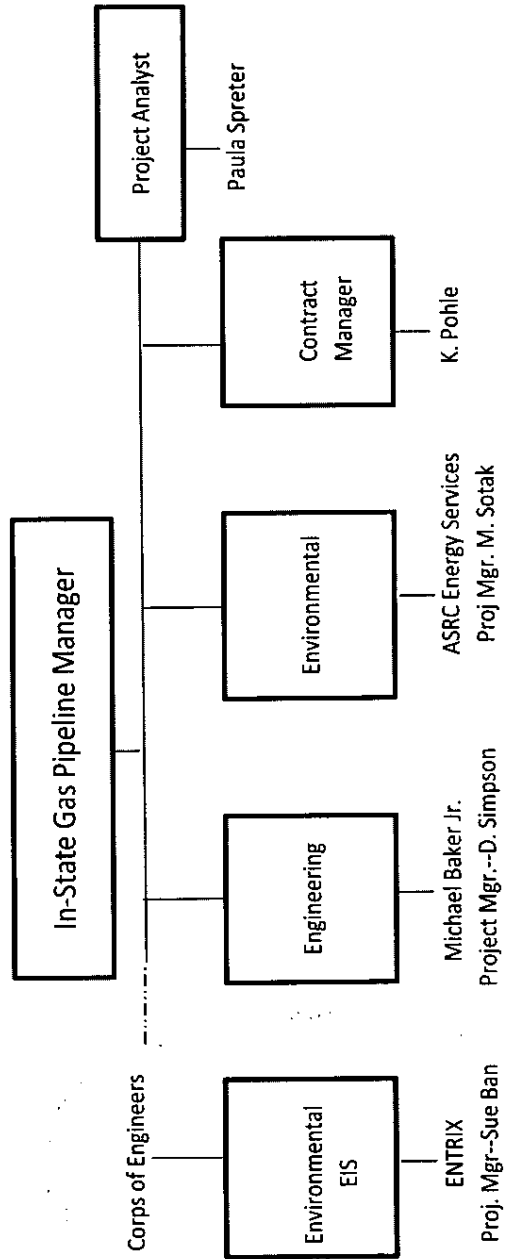 In-State Gas Pipeline Manager
Project Analyst
Paula Spreter
Corps of Engineers
Environmental
EIS
ENTRIX
Proj. Mgr--Sue Ban
Engineering
Michael Baker Jr.
Project Mgr.--D. Simpson
Environmental
ASRC Energy Services
Proj Mgr. M. Sotak
Contract
Manager
K. Pohle